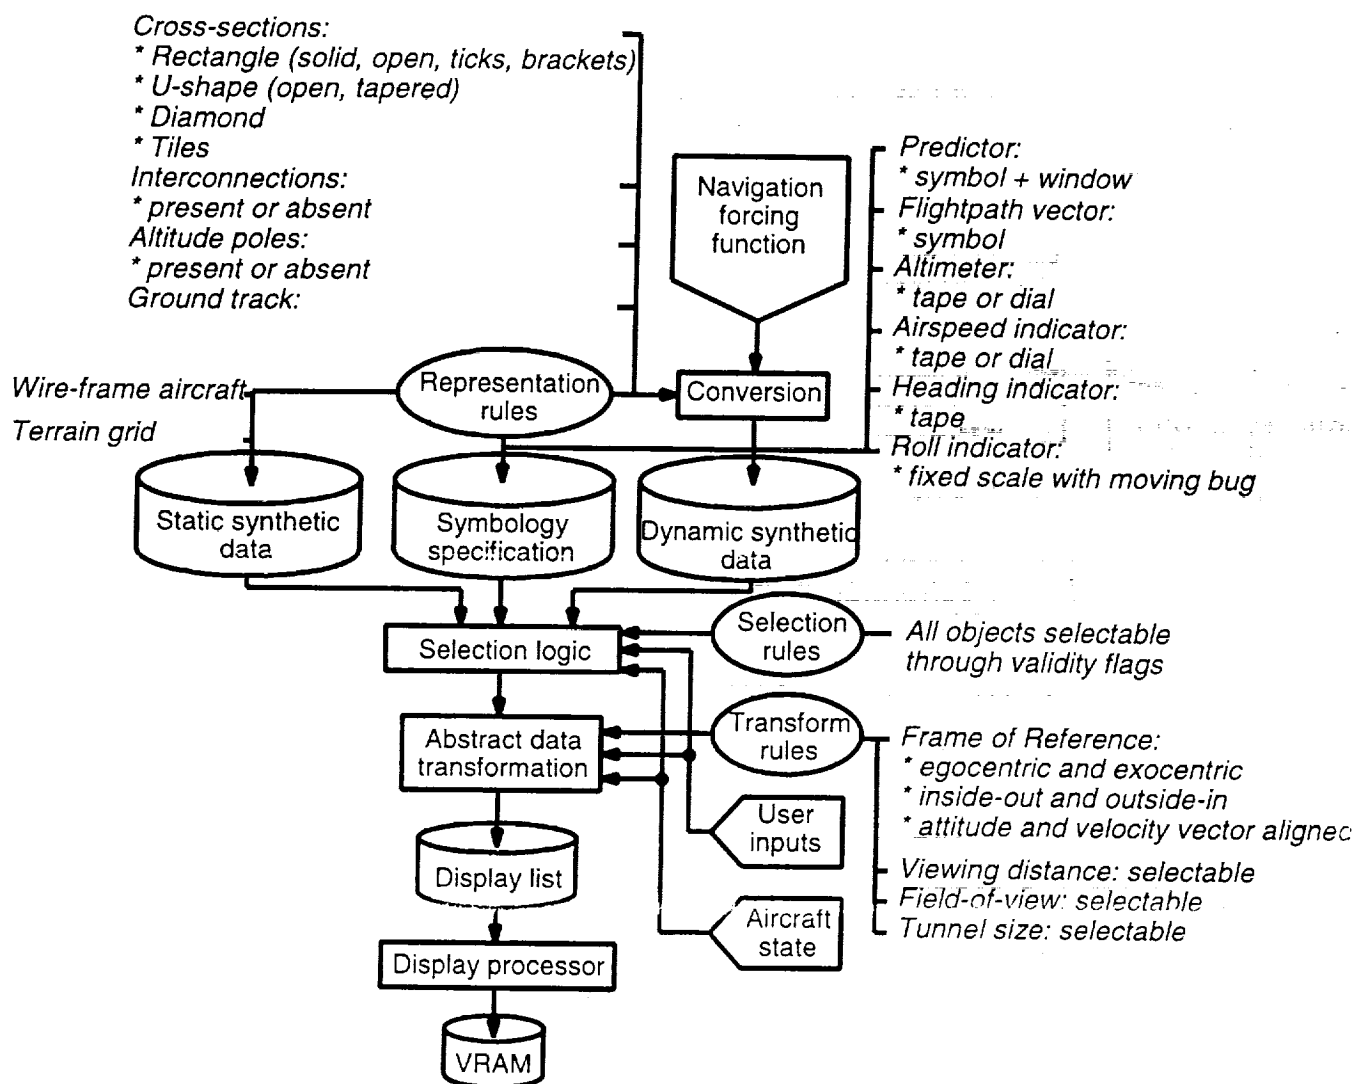 Cross-sections:
* Rectangle (solid, open, ticks, brackets)
* U-shape (open, tapered)
* Diamond
* Tiles
Interconnections:
* present or absent
Altitude poles:
* present or absent
Ground track:
Navigation
forcing
function
Predictor:
* symbol + window
Flightpath vector:
* symbol
Altimeter:
* tape or dial
Airspeed indicator:
* tape or dial
Heading indicator:
* tape
Roll indicator:
* fixed scale with moving bug
Wire-frame aircraft
Terrain grid
Representation
rules
Conversion
Static synthetic
data
Symbology
specification
Dynamic synthetic
data
Selection logic
Selection
rules
All objects selectable
through validity flags
Abstract data
transformation
Transform
rules
Frame of Reference:
* egocentric and exocentric
* inside-out and outside-in
* attitude and velocity vector aligned
Viewing distance: selectable
Field-of-view: selectable
Tunnel size: selectable
User
inputs
Aircraft
state
Display list
Display processor
VRAM